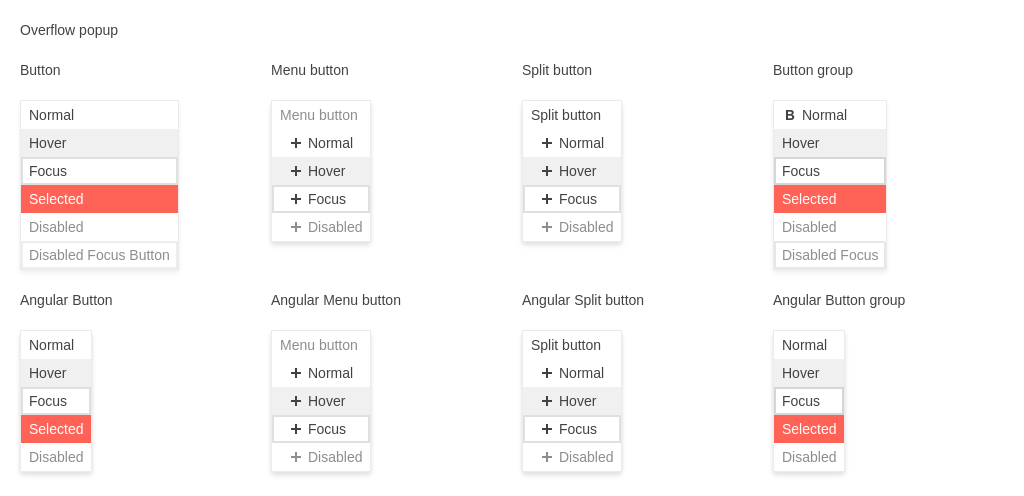 Overflow popup
Button
Menu button
Split button
Button group
Normal
Hover
Focus
Selected
Disabled
Disabled Focus Button
Menu button
Normal
Hover
Focus
Disabled
Split button
Normal
Hover
Focus
Disabled
B Normal
Hover
Focus
Selected
Disabled
Disabled Focus
Angular Button
Angular Menu button
Angular Split button
Angular Button group
Normal
Hover
Focus
Selected
Disabled
Menu button
Normal
Hover
Focus
Disabled
Split button
Normal
Hover
Focus
Disabled
Normal
Hover
Focus
Selected
Disabled